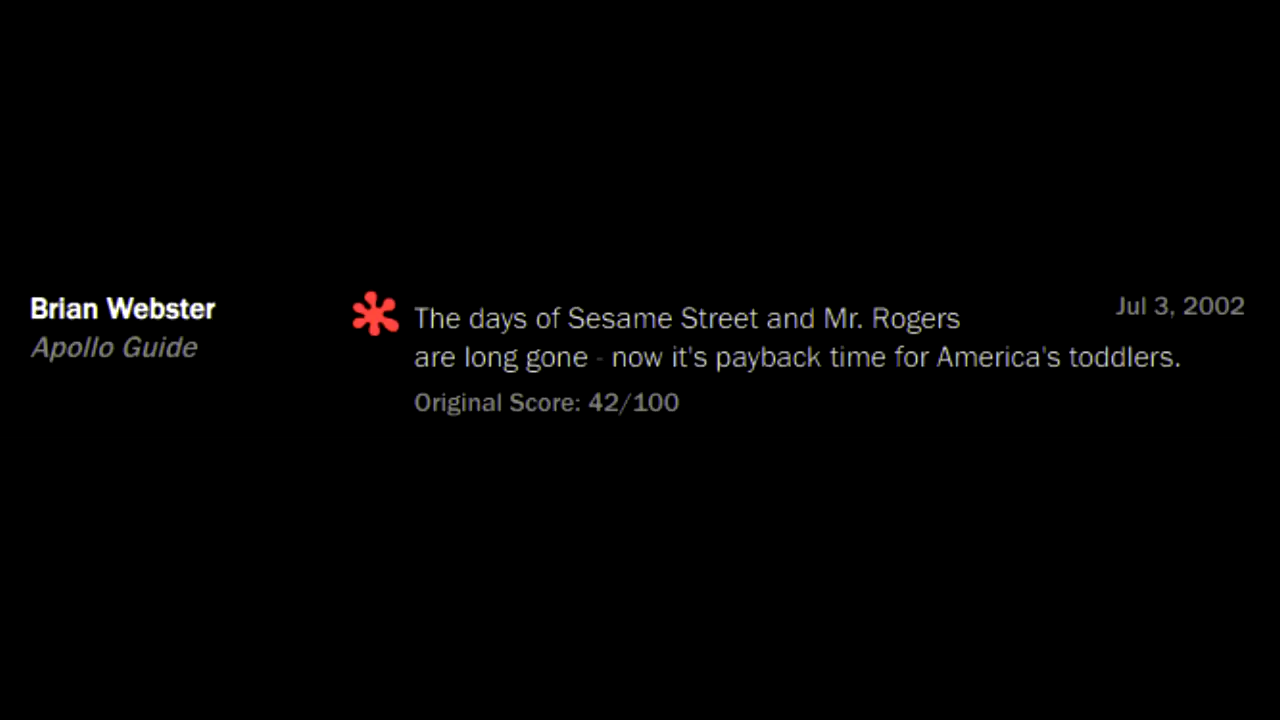 Brian Webster
Apollo Guide
The days of Sesame Street and Mr. Rogers
are long gone - now it's payback time for America's toddlers.
Original Score: 42/100
Jul 3, 2002